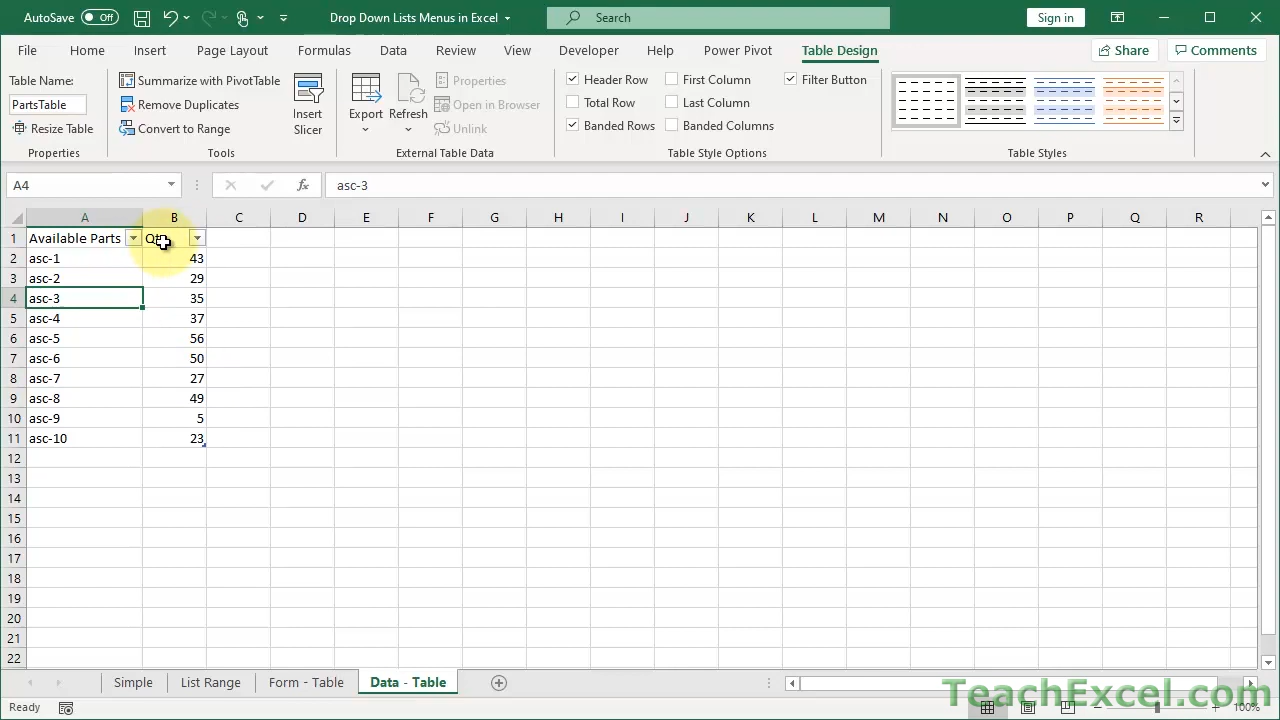 AutoSave Off Drop Down Lists Menus in Excel Search Sign in
File Home Insert Page Layout Formulas Data Review View Developer Help Power Pivot Table Design Share Comments
Table Name:
PartsTable
Resize Table
Properties
Summarize with PivotTable
Remove Duplicates
Convert to Range
Insert
Slicer
Tools
Export Refresh
Properties
Open in Browser
Unlink
External Table Data
Header Row First Column Filter Button
Total Row Last Column
Banded Rows Banded Columns
Table Style Options
Table Styles
A4 fx asc-3
A B C D E F G H I J K L M N O P Q R
1 Available Parts
2 asc-1 43
3 asc-2 29
4 asc-3 35
5 asc-4 37
6 asc-5 56
7 asc-6 50
8 asc-7 27
9 asc-8 49
10 asc-9 5
11 asc-10 23
12
13
14
15
16
17
18
19
20
21
22
Simple List Range Form - Table Data - Table
TeachExcel.com
Ready 100%